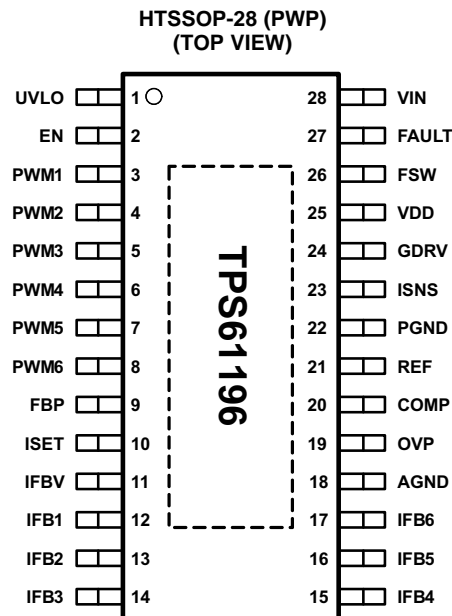 HTSSOP-28 (PWP)
(TOP VIEW)
UVLO 1 28 VIN
EN 2 27 FAULT
PWM1 3 26 FSW
PWM2 4 25 VDD
PWM3 5 24 GDRV
PWM4 6 23 ISNS
PWM5 7 22 PGND
PWM6 8 21 REF
FBP 9 20 COMP
ISET 10 19 OVP
IFBV 11 18 AGND
IFB1 12 17 IFB6
IFB2 13 16 IFB5
IFB3 14 15 IFB4
TPS61196